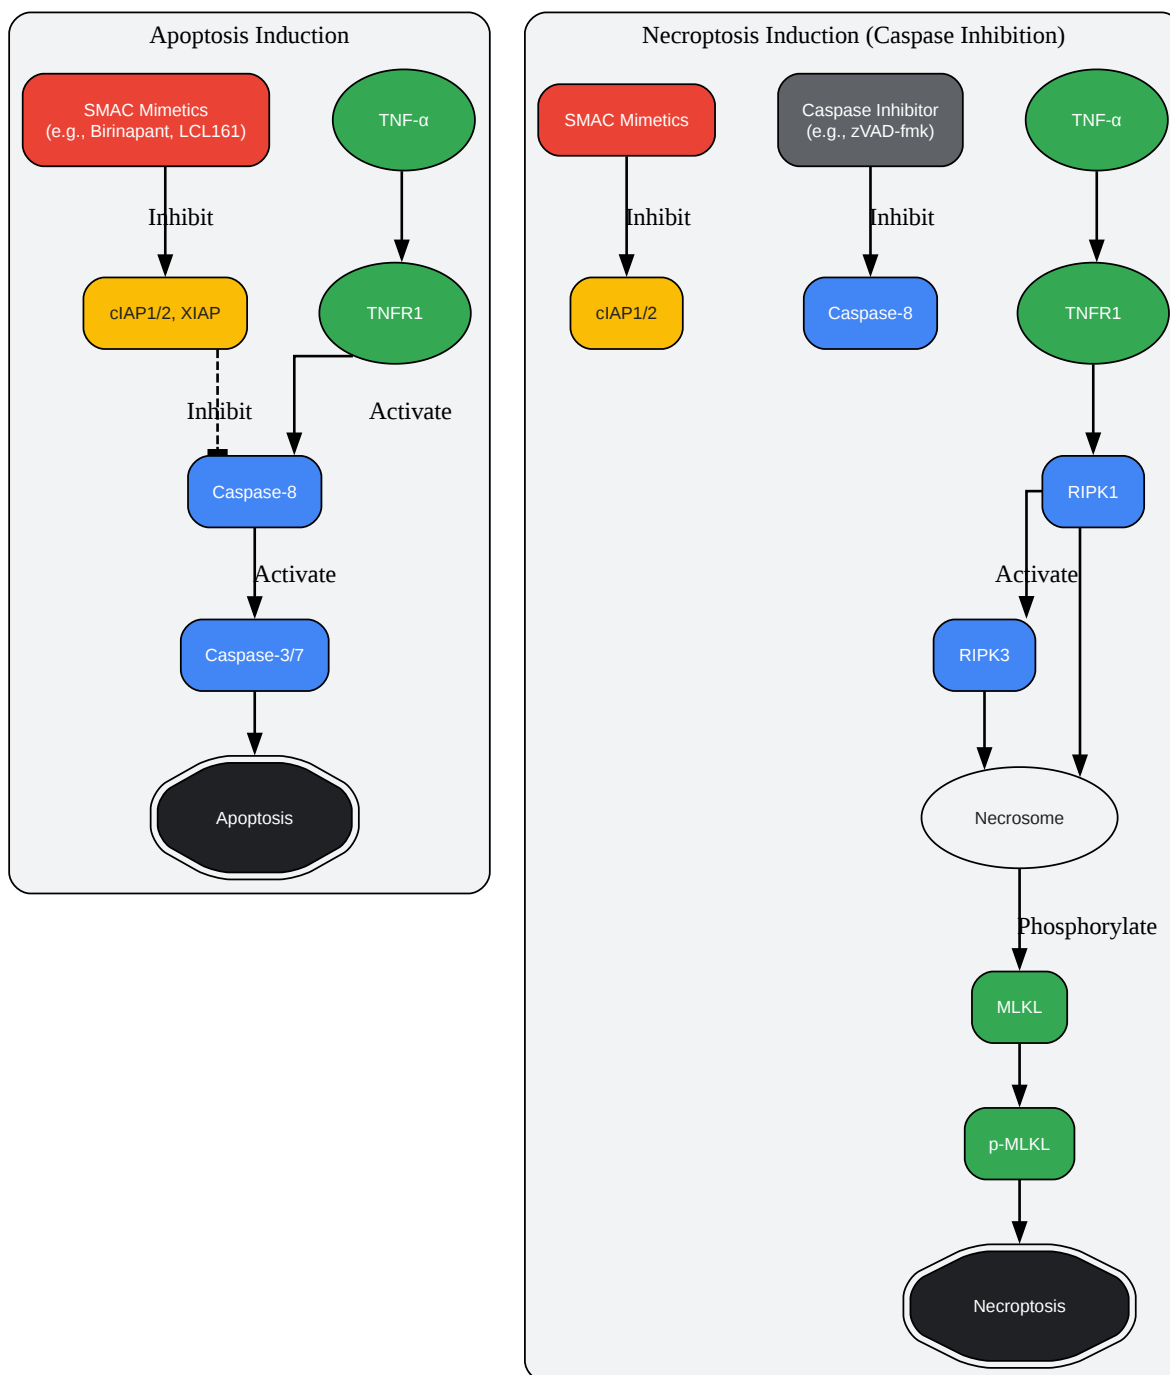 Apoptosis Induction
SMAC Mimetics
(e.g., Birinapant, LCL161)
TNF-α
Inhibit
cIAP1/2, XIAP
TNFR1
Inhibit
Activate
Caspase-8
Activate
Caspase-3/7
Apoptosis
Necroptosis Induction (Caspase Inhibition)
SMAC Mimetics
Caspase Inhibitor
(e.g., zVAD-fmk)
TNF-α
Inhibit
Inhibit
cIAP1/2
Caspase-8
TNFR1
RIPK1
Activate
RIPK3
Necrosome
Phosphorylate
MLKL
p-MLKL
Necroptosis